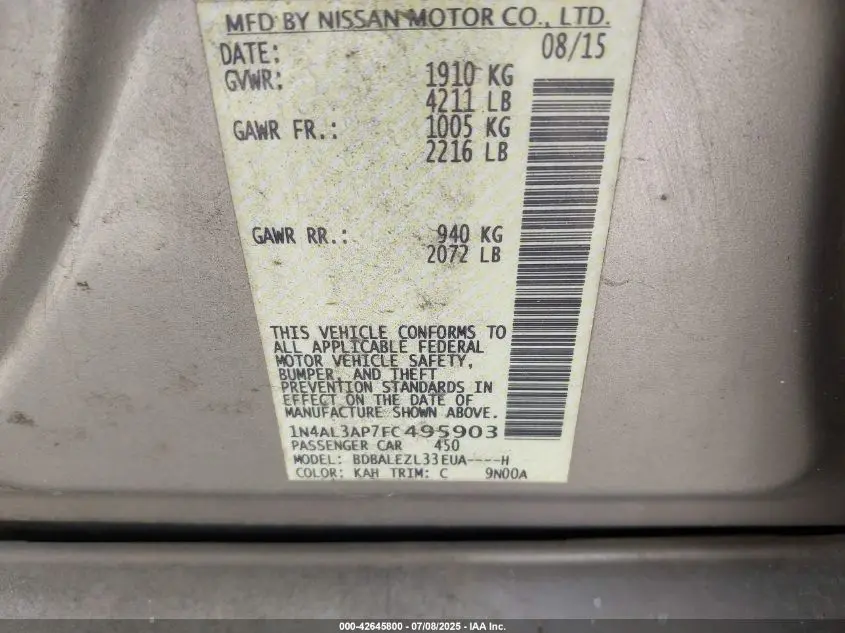 MFD BY NISSAN MOTOR CO., LTD.
DATE: 08/15
GVWR: 1910 KG
4211 LB
GAWR FR.: 1005 KG
2216 LB
GAWR RR.: 940 KG
2072 LB
THIS VEHICLE CONFORMS TO
ALL APPLICABLE FEDERAL
MOTOR VEHICLE SAFETY,
BUMPER, AND THEFT
PREVENTION STANDARDS IN
EFFECT ON THE DATE OF
MANUFACTURE SHOWN ABOVE.
1N4AL3AP7FC495903
PASSENGER CAR 450
MODEL: BDBALEZL33EUA----H
COLOR: KAH TRIM: C 9N00A
000-42645800 - 07/08/2025 - IAA Inc.